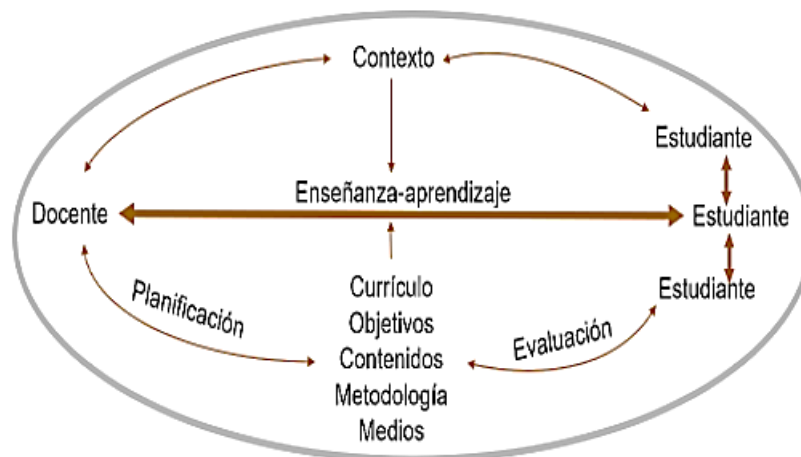 Contexto
Estudiante
Enseñanza-aprendizaje
Docente
Estudiante
Planificación
Currículo
Estudiante
Objetivos
Contenidos
Evaluación
Metodología
Medios